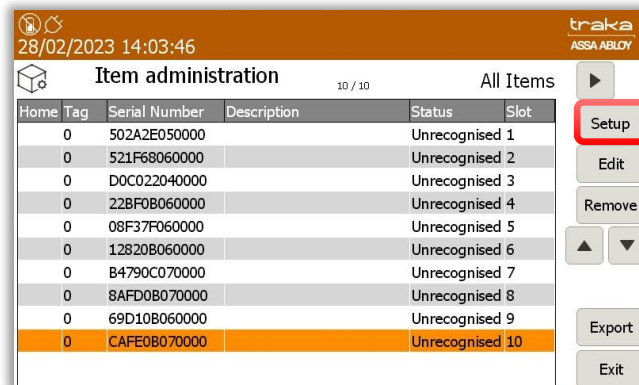 traka
28/02/2023 14:03:46
ASSA ABLOY
Item administration 10 / 10 All Items
Setup
Edit
Remove
Export
Exit
Home Tag Serial Number Description Status Slot
0 502A2E050000 Unrecognised 1
0 521F68060000 Unrecognised 2
0 D0C022040000 Unrecognised 3
0 22BF0B060000 Unrecognised 4
0 08F37F060000 Unrecognised 5
0 12820B060000 Unrecognised 6
0 B4790C070000 Unrecognised 7
0 8AFD0B070000 Unrecognised 8
0 69D10B060000 Unrecognised 9
0 CAFE0B070000 Unrecognised 10